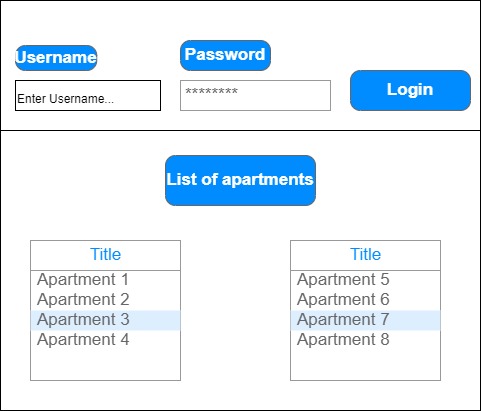 Username
Password
Enter Username...
********
Login
List of apartments
Title
Apartment 1
Apartment 2
Apartment 3
Apartment 4
Title
Apartment 5
Apartment 6
Apartment 7
Apartment 8